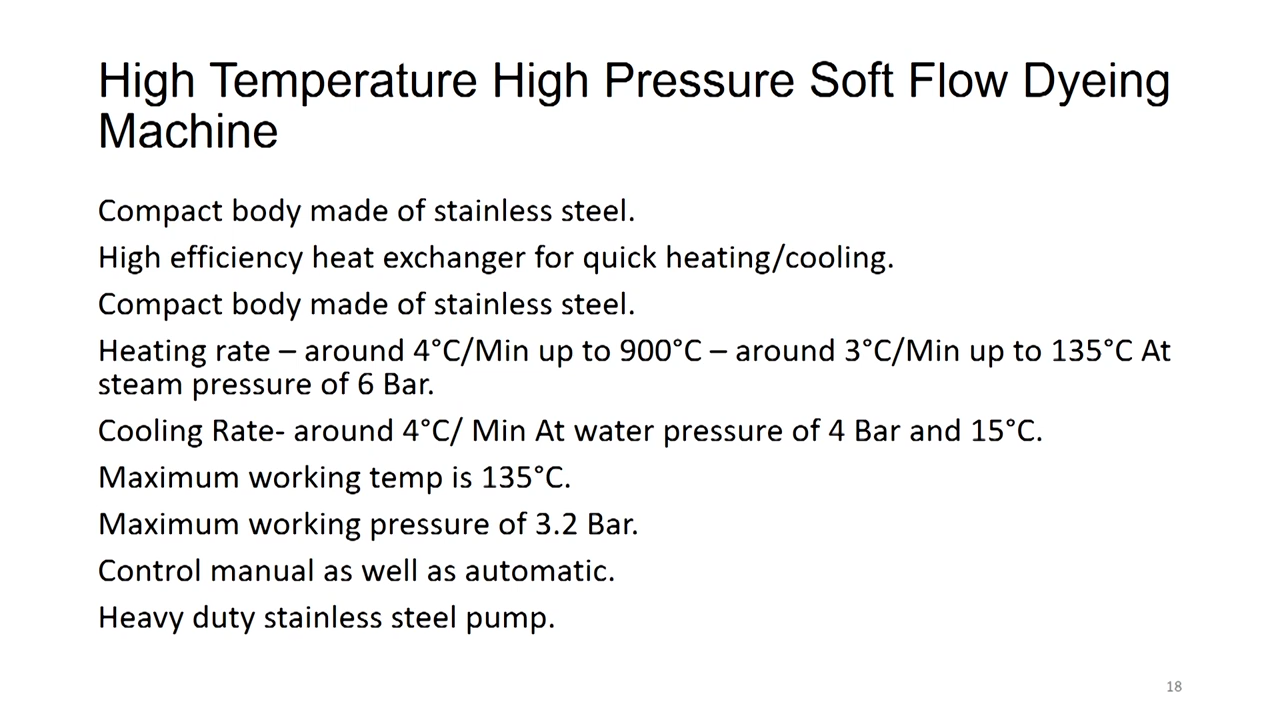 High Temperature High Pressure Soft Flow Dyeing
Machine
Compact body made of stainless steel.
High efficiency heat exchanger for quick heating/cooling.
Compact body made of stainless steel.
Heating rate – around 4°C/Min up to 900°C – around 3°C/Min up to 135°C At
steam pressure of 6 Bar.
Cooling Rate- around 4°C/ Min At water pressure of 4 Bar and 15°C.
Maximum working temp is 135°C.
Maximum working pressure of 3.2 Bar.
Control manual as well as automatic.
Heavy duty stainless steel pump.
18